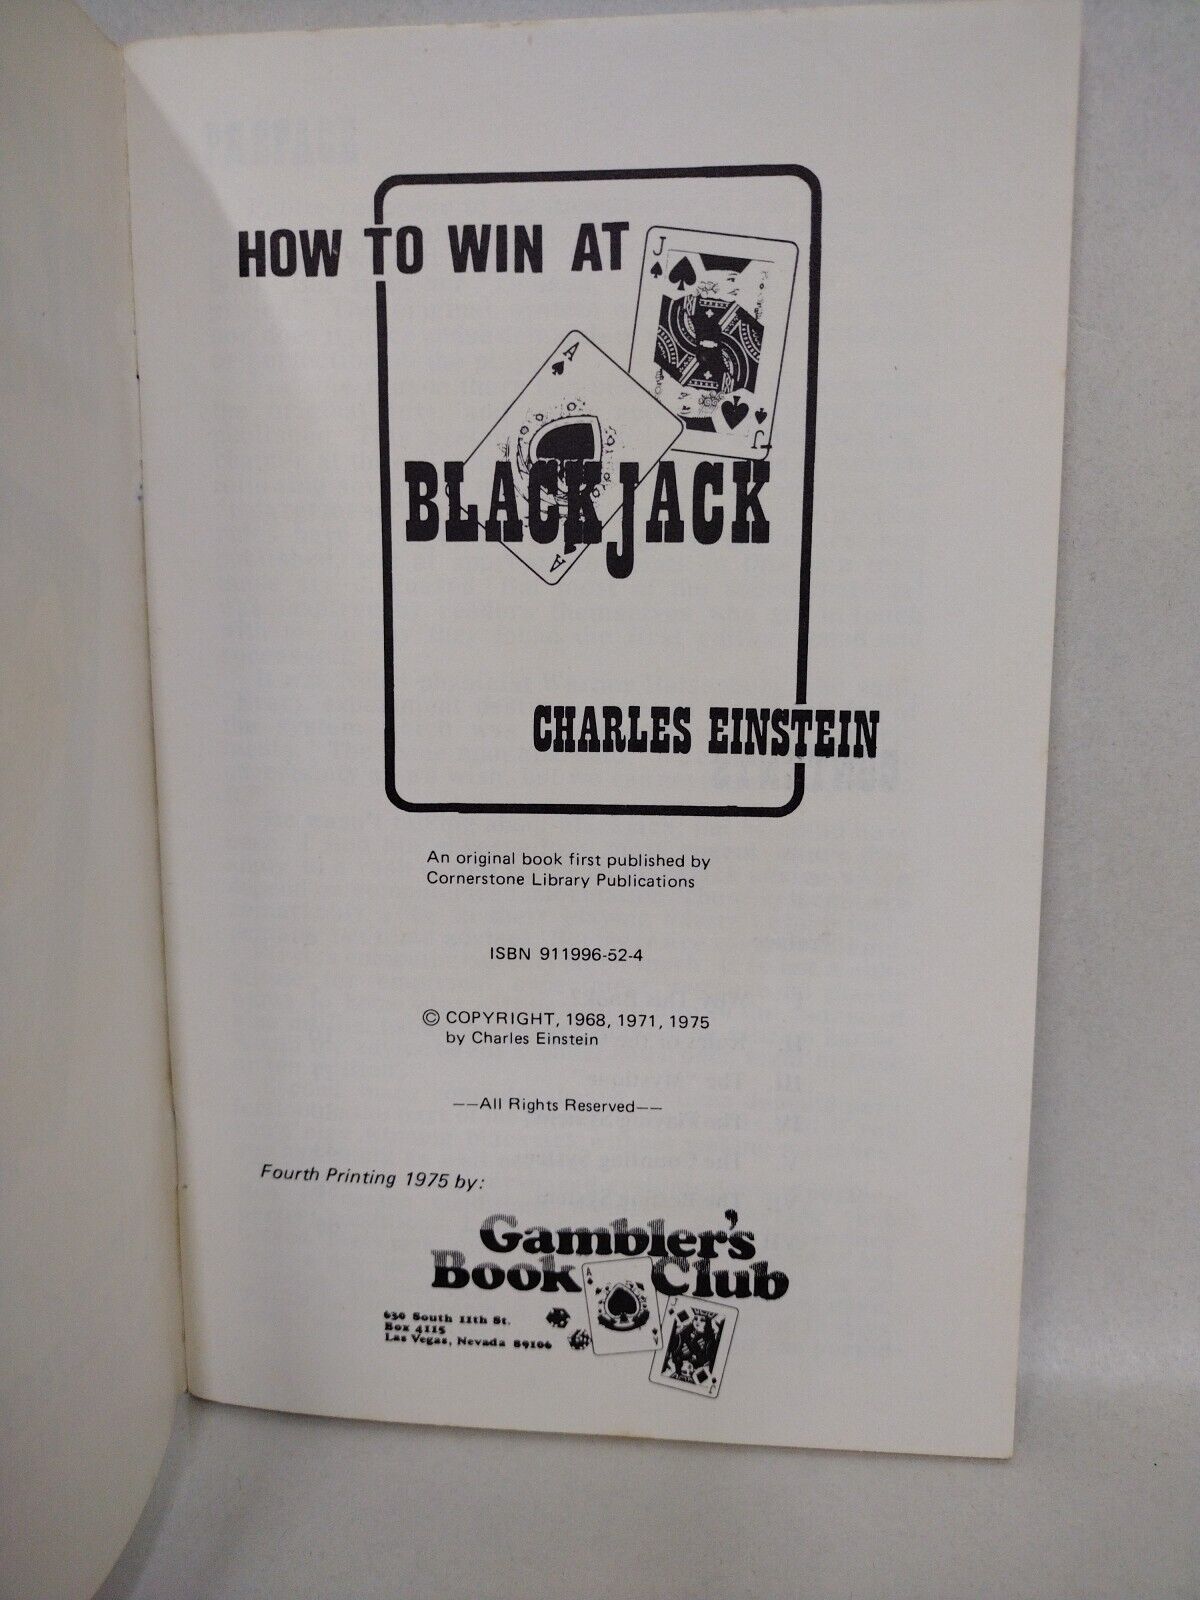 HOW TO WIN AT
J
J
A
BLACKJACK
A
CHARLES EINSTEIN
An original book first published by
Cornerstone Library Publications
ISBN 911996-52-4
© COPYRIGHT, 1968, 1971, 1975
by Charles Einstein
——All Rights Reserved——
Fourth Printing 1975 by:
Gambler's
Book Club
A
A
J
J
630 South 11th St.
Box 4115
Las Vegas, Nevada 89106